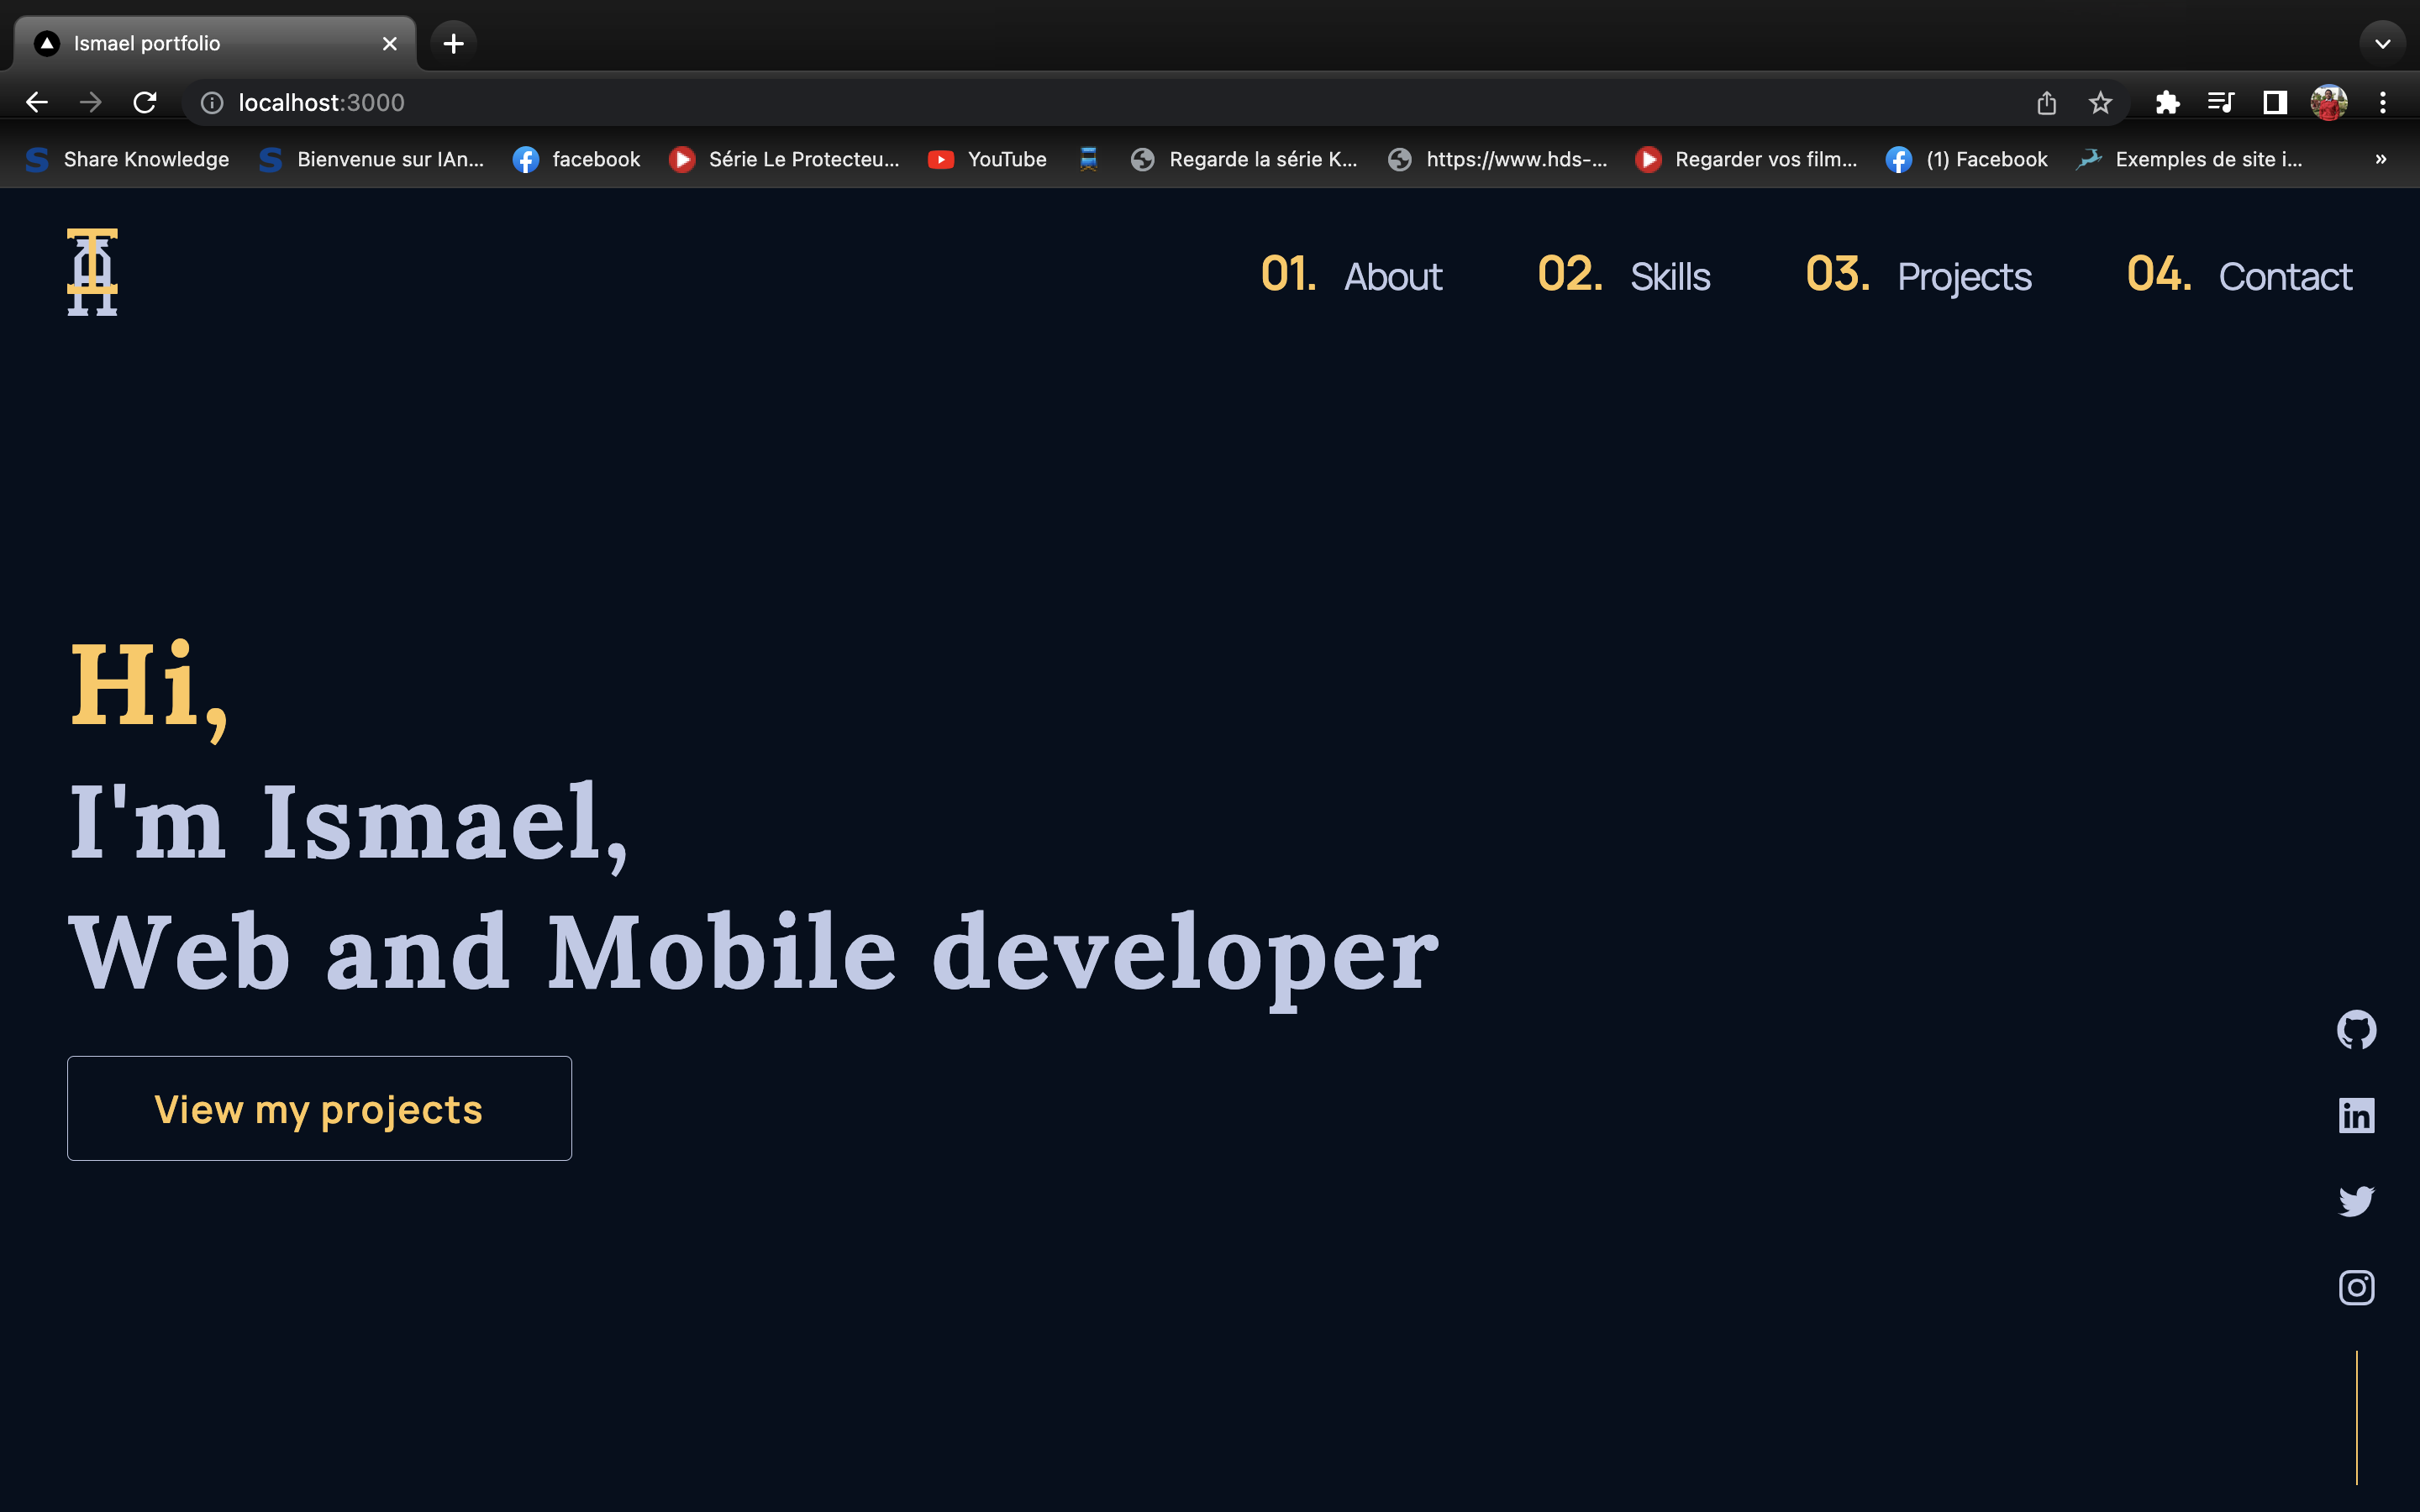 Ismael portfolio
localhost:3000
Share Knowledge Bienvenue sur IAn... facebook Série Le Protecteu... YouTube Regarde la série K... https://www.hds-... Regarder vos film... (1) Facebook Exemples de site i... »
01. About 02. Skills 03. Projects 04. Contact
Hi,
I'm Ismael,
Web and Mobile developer
View my projects